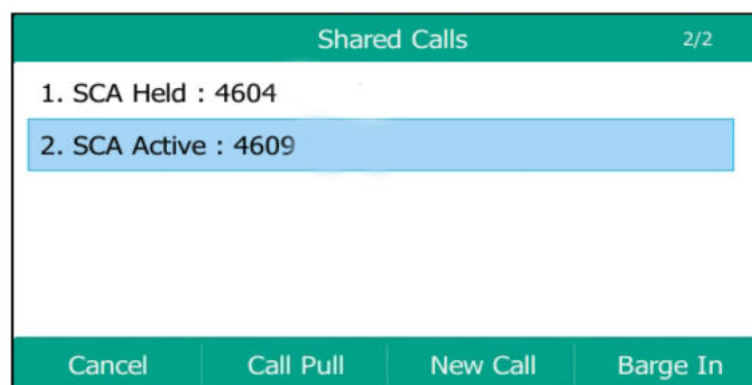 Shared Calls 2/2
1. SCA Held : 4604
2. SCA Active : 4609
Cancel Call Pull New Call Barge In